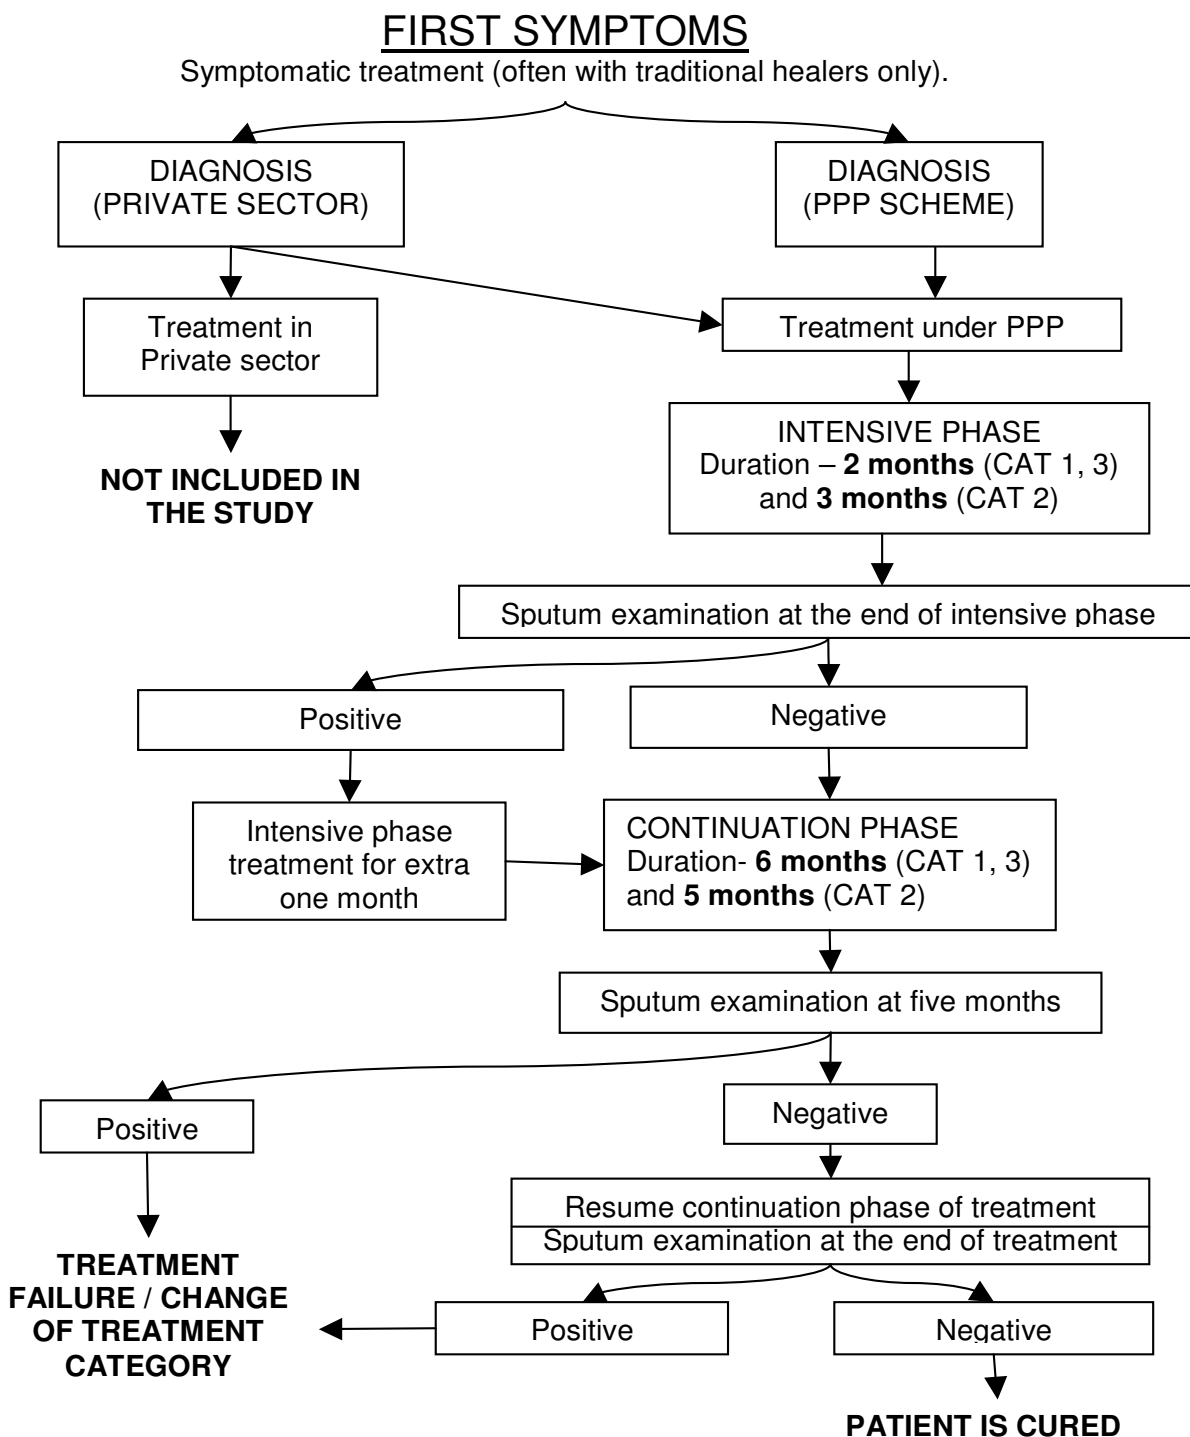 FIRST SYMPTOMS
Symptomatic treatment (often with traditional healers only).
DIAGNOSIS
(PRIVATE SECTOR)
DIAGNOSIS
(PPP SCHEME)
Treatment in
Private sector
Treatment under PPP
NOT INCLUDED IN
THE STUDY
INTENSIVE PHASE
Duration – 2 months (CAT 1, 3)
and 3 months (CAT 2)
Sputum examination at the end of intensive phase
Positive
Negative
Intensive phase
treatment for extra
one month
CONTINUATION PHASE
Duration- 6 months (CAT 1, 3)
and 5 months (CAT 2)
Sputum examination at five months
Positive
Negative
Resume continuation phase of treatment
Sputum examination at the end of treatment
TREATMENT
FAILURE / CHANGE
OF TREATMENT
CATEGORY
Positive
Negative
PATIENT IS CURED